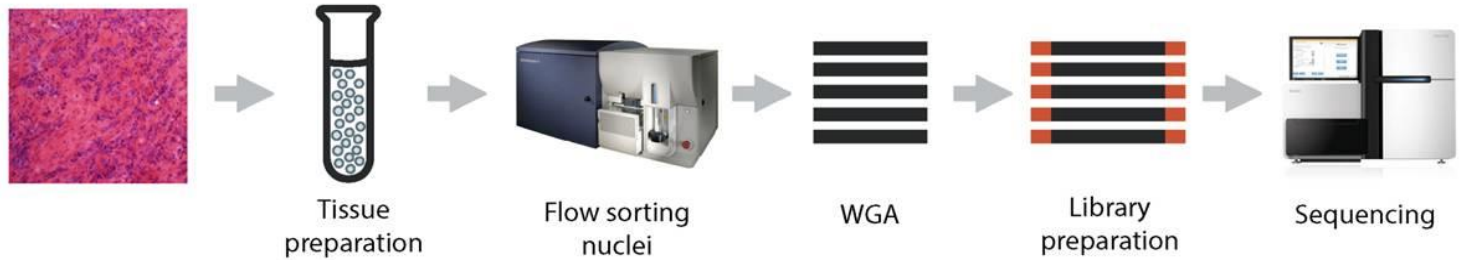 Tissue
preparation
Flow sorting
nuclei
WGA
Library
preparation
Sequencing